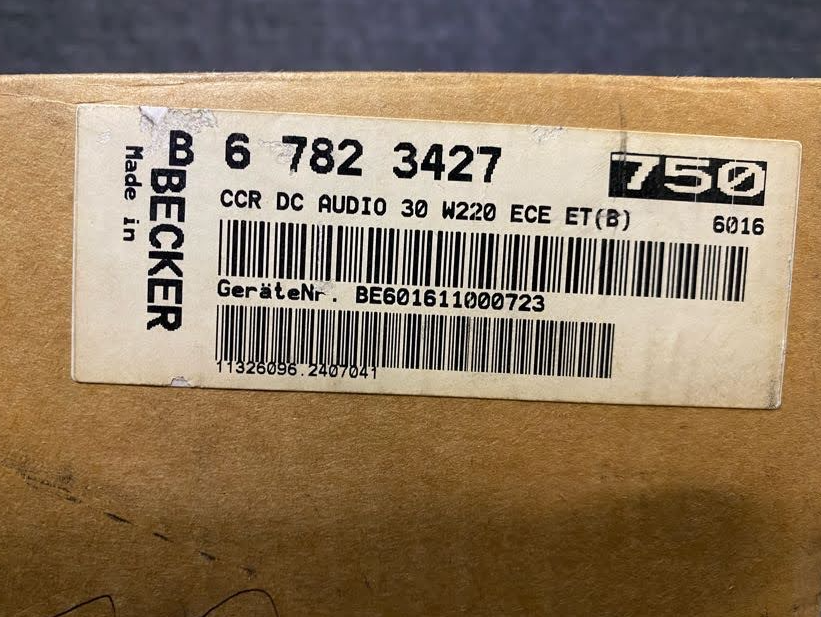 B 6 782 3427
750
CCR DC AUDIO 30 W220 ECE ET(B)
6016
GeräteNr. BE601611000723
11326096.2407041
BECKER
Made in